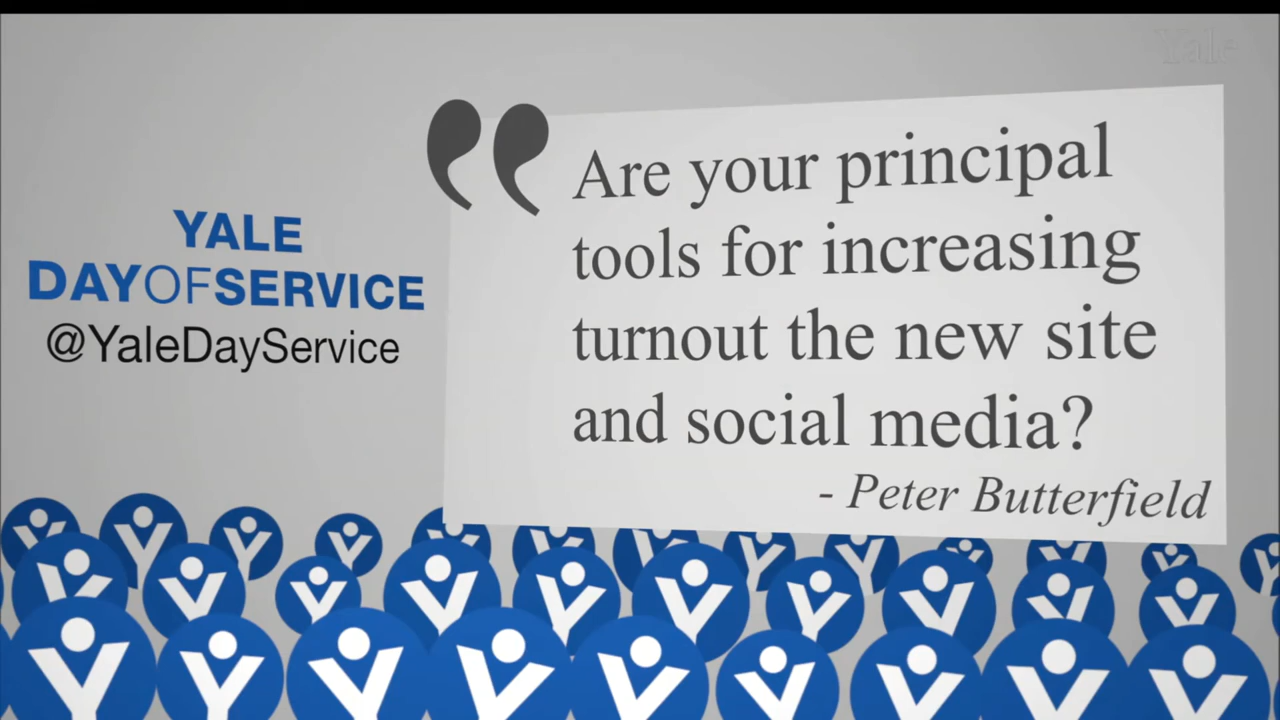 Yale
YALE
DAYOFSERVICE
@YaleDayService
Are your principal
tools for increasing
turnout the new site
and social media?
- Peter Butterfield